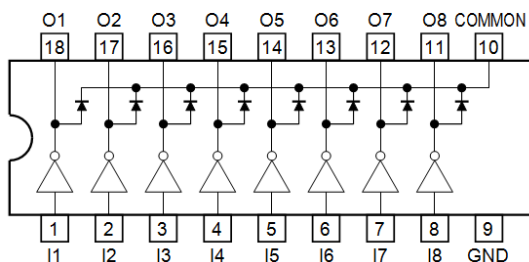 O1 O2 O3 O4 O5 O6 O7 O8 COMMON
18 17 16 15 14 13 12 11 10
1 2 3 4 5 6 7 8 9
I1 I2 I3 I4 I5 I6 I7 I8 GND